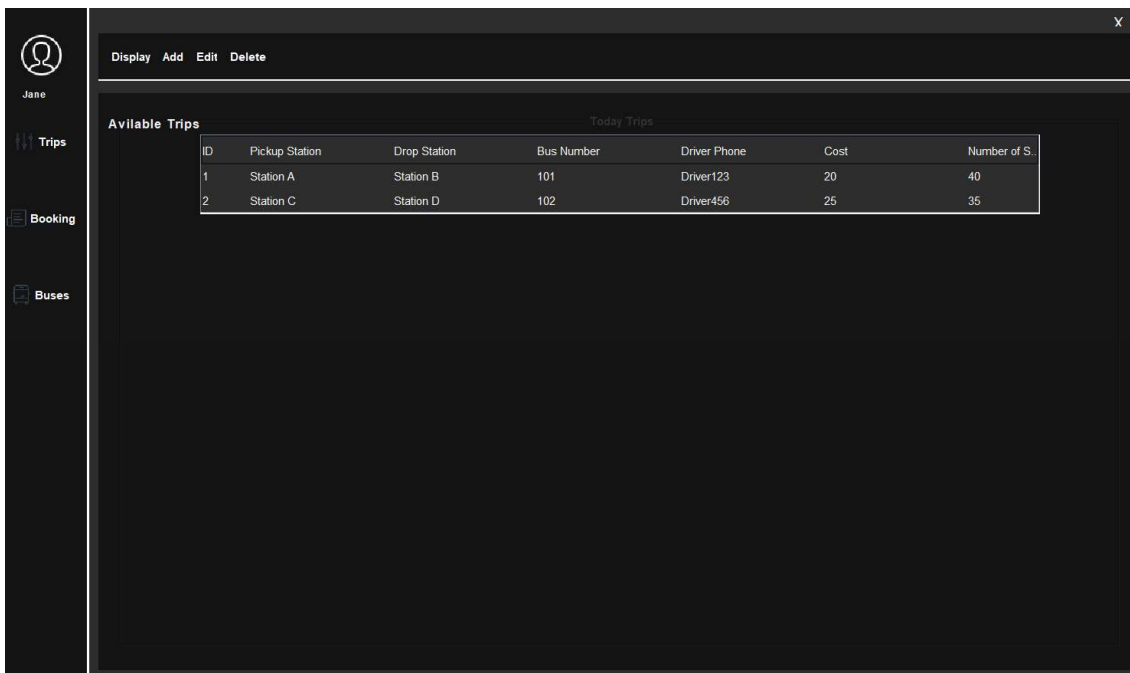 X
Display Add Edit Delete
Jane
Trips
Booking
Buses
Avilable Trips
Today Trips
ID Pickup Station Drop Station Bus Number Driver Phone Cost Number of S..
1 Station A Station B 101 Driver123 20 40
2 Station C Station D 102 Driver456 25 35